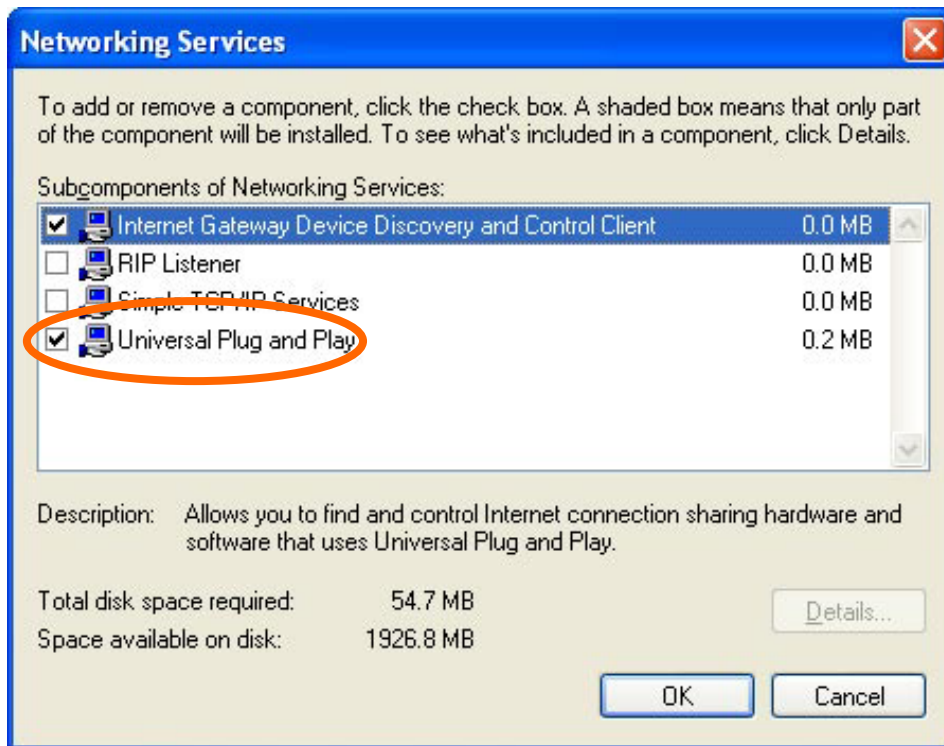 Networking Services
To add or remove a component, click the check box. A shaded box means that only part
of the component will be installed. To see what's included in a component, click Details.
Subcomponents of Networking Services:
Internet Gateway Device Discovery and Control Client 0.0 MB
RIP Listener 0.0 MB
Simple TCP/IP Services 0.0 MB
Universal Plug and Play 0.2 MB
Description: Allows you to find and control Internet connection sharing hardware and
software that uses Universal Plug and Play.
Total disk space required: 54.7 MB
Details...
Space available on disk: 1926.8 MB
OK Cancel